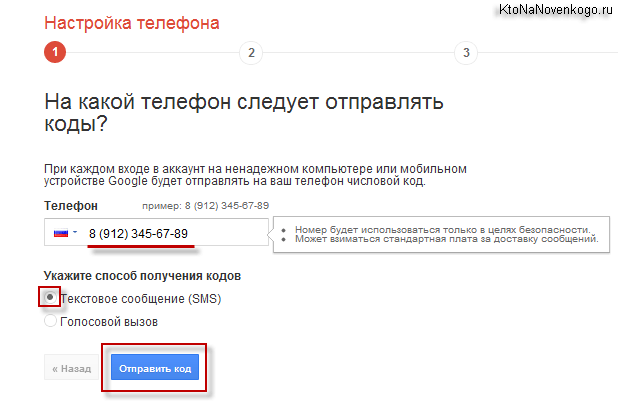 KtoNaNovenkogo.ru
Настройка телефона
1 2 3
На какой телефон следует отправлять
коды?
При каждом входе в аккаунт на ненадежном компьютере или мобильном
устройстве Google будет отправлять на ваш телефон числовой код.
Телефон пример: 8 (912) 345-67-89
8 (912) 345-67-89
• Номер будет использоваться только в целях безопасности.
• Может взиматься стандартная плата за доставку сообщений.
Укажите способ получения кодов
Текстовое сообщение (SMS)
Голосовой вызов
« Назад Отправить код